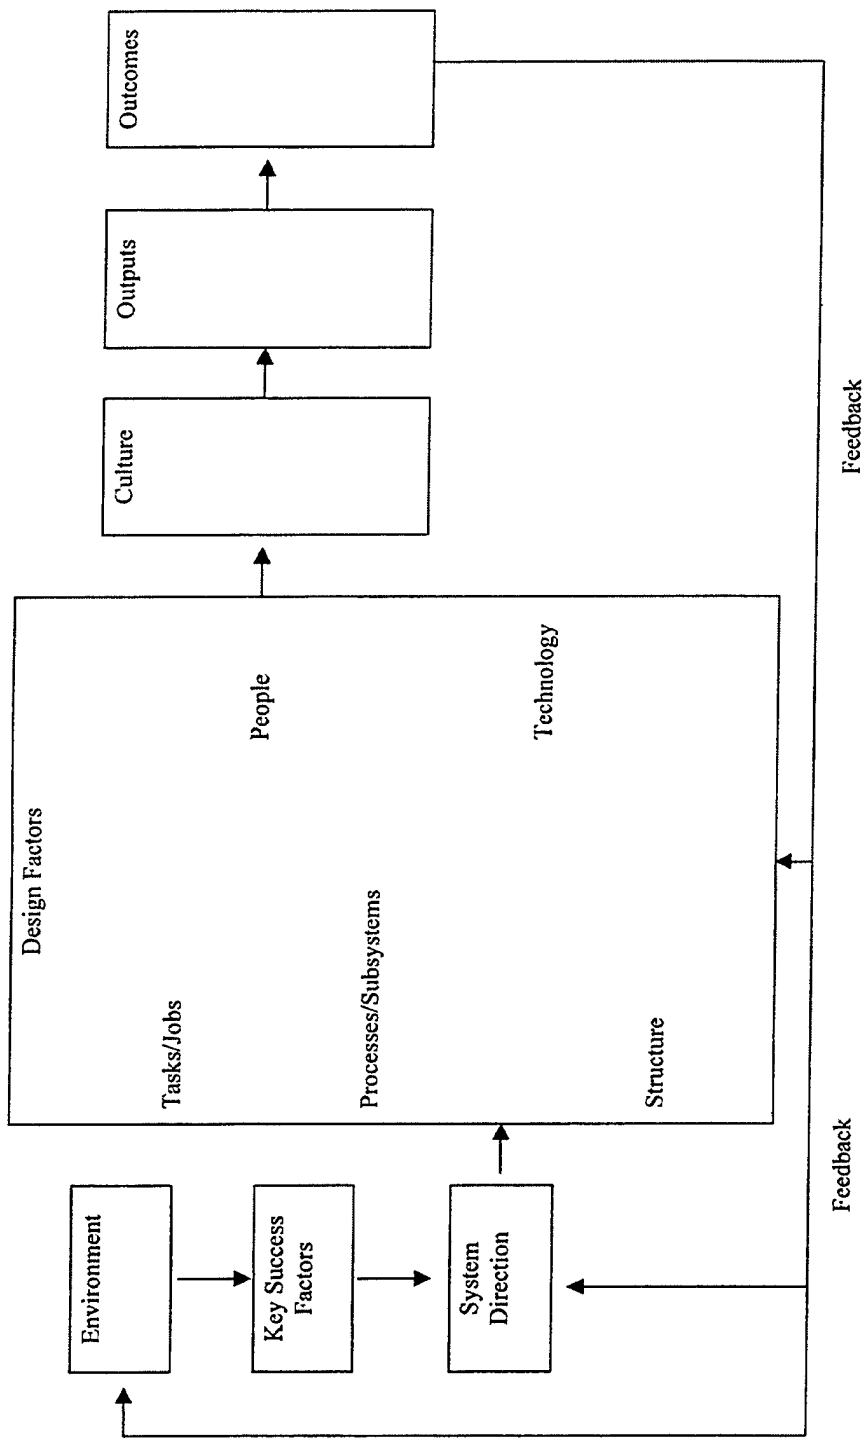 Environment
Key Success
Factors
System
Direction
Design Factors
Tasks/Jobs
People
Processes/Subsystems
Technology
Structure
Culture
Outputs
Outcomes
Feedback
Feedback